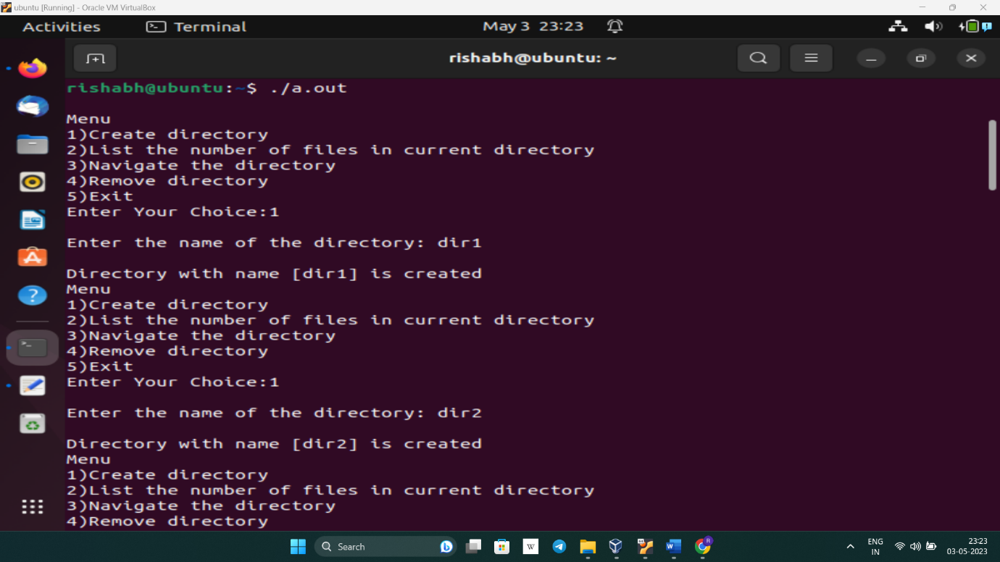 ubuntu [Running] - Oracle VM VirtualBox
Activities Terminal May 3 23:23
rishabh@ubuntu: ~
rishabh@ubuntu:~$ ./a.out
Menu
1)Create directory
2)List the number of files in current directory
3)Navigate the directory
4)Remove directory
5)Exit
Enter Your Choice:1
Enter the name of the directory: dir1
Directory with name [dir1] is created
Menu
1)Create directory
2)List the number of files in current directory
3)Navigate the directory
4)Remove directory
5)Exit
Enter Your Choice:1
Enter the name of the directory: dir2
Directory with name [dir2] is created
Menu
1)Create directory
2)List the number of files in current directory
3)Navigate the directory
4)Remove directory
Search
ENG
IN
23:23
03-05-2023